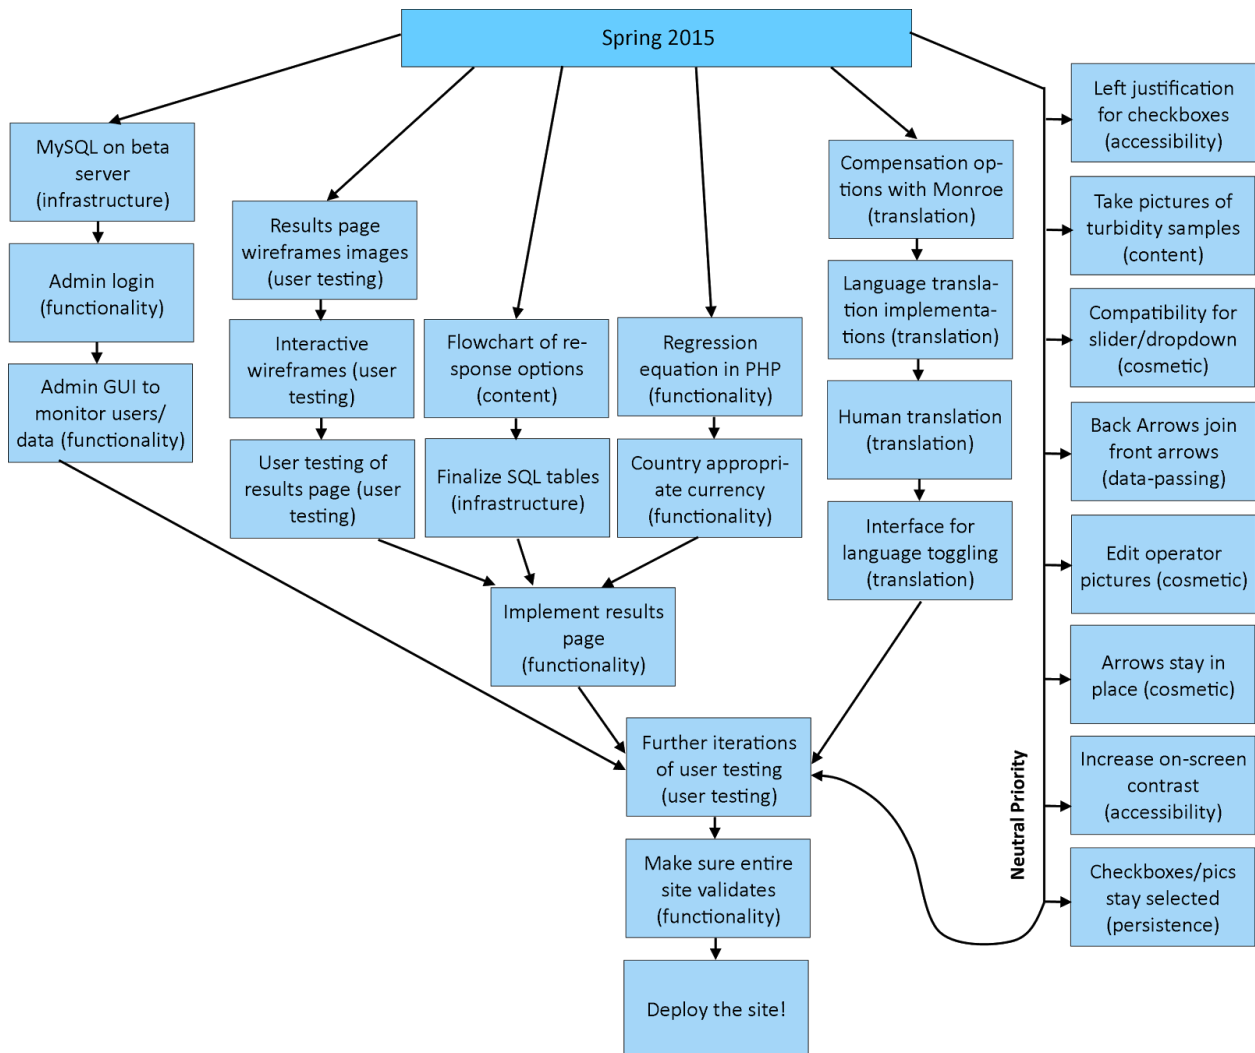 Spring 2015
MySQL on beta
server
(infrastructure)
Admin login
(functionality)
Admin GUI to
monitor users/
data (functionality)
Results page
wireframes images
(user testing)
Interactive
wireframes (user
testing)
User testing of
results page (user
testing)
Flowchart of re-
sponse options
(content)
Finalize SQL tables
(infrastructure)
Regression
equation in PHP
(functionality)
Country appropri-
ate currency
(functionality)
Implement results
page
(functionality)
Compensation op-
tions with Monroe
(translation)
Language transla-
tion implementa-
tions (translation)
Human translation
(translation)
Interface for
language toggling
(translation)
Further iterations
of user testing
(user testing)
Make sure entire
site validates
(functionality)
Deploy the site!
Neutral Priority
Left justification
for checkboxes
(accessibility)
Take pictures of
turbidity samples
(content)
Compatibility for
slider/dropdown
(cosmetic)
Back Arrows join
front arrows
(data-passing)
Edit operator
pictures (cosmetic)
Arrows stay in
place (cosmetic)
Increase on-screen
contrast
(accessibility)
Checkboxes/pics
stay selected
(persistence)